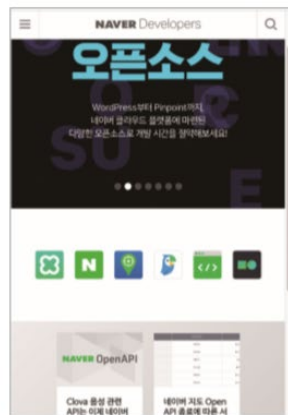 NAVER Developers
오픈소스
WordPress부터 Pinpoint까지,
네이버 클라우드 플랫폼에 마련된
다양한 오픈소스로 개발 시간을 절약해보세요!
N
</>
NAVER OpenAPI
Clova 음성 관련
API는 이제 네이버
네이버 지도 Open
API 종료에 따른 서